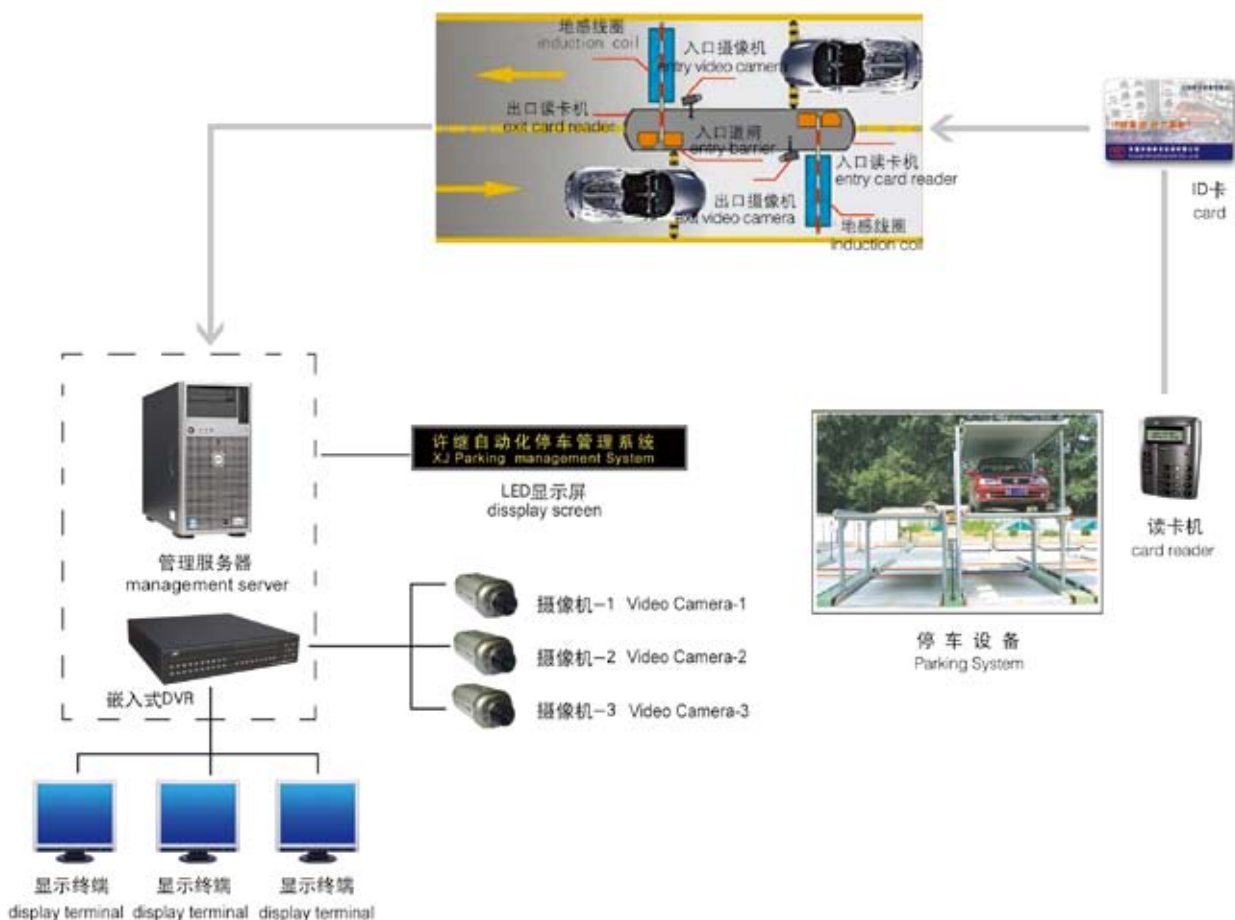 地感线圈
induction coil
入口摄像机
entry video camera
出口读卡机
exit card reader
入口道闸
entry barrier
入口读卡机
entry card reader
出口摄像机
exit video camera
地感线圈
induction coil
ID卡
card
管理服务器
management server
许继自动化停车管理系统
XJ Parking management System
LED显示屏
dissplay screen
读卡机
card reader
摄像机-1 Video Camera-1
摄像机-2 Video Camera-2
摄像机-3 Video Camera-3
停车设备
Parking System
嵌入式DVR
显示终端
display terminal
显示终端
display terminal
显示终端
display terminal